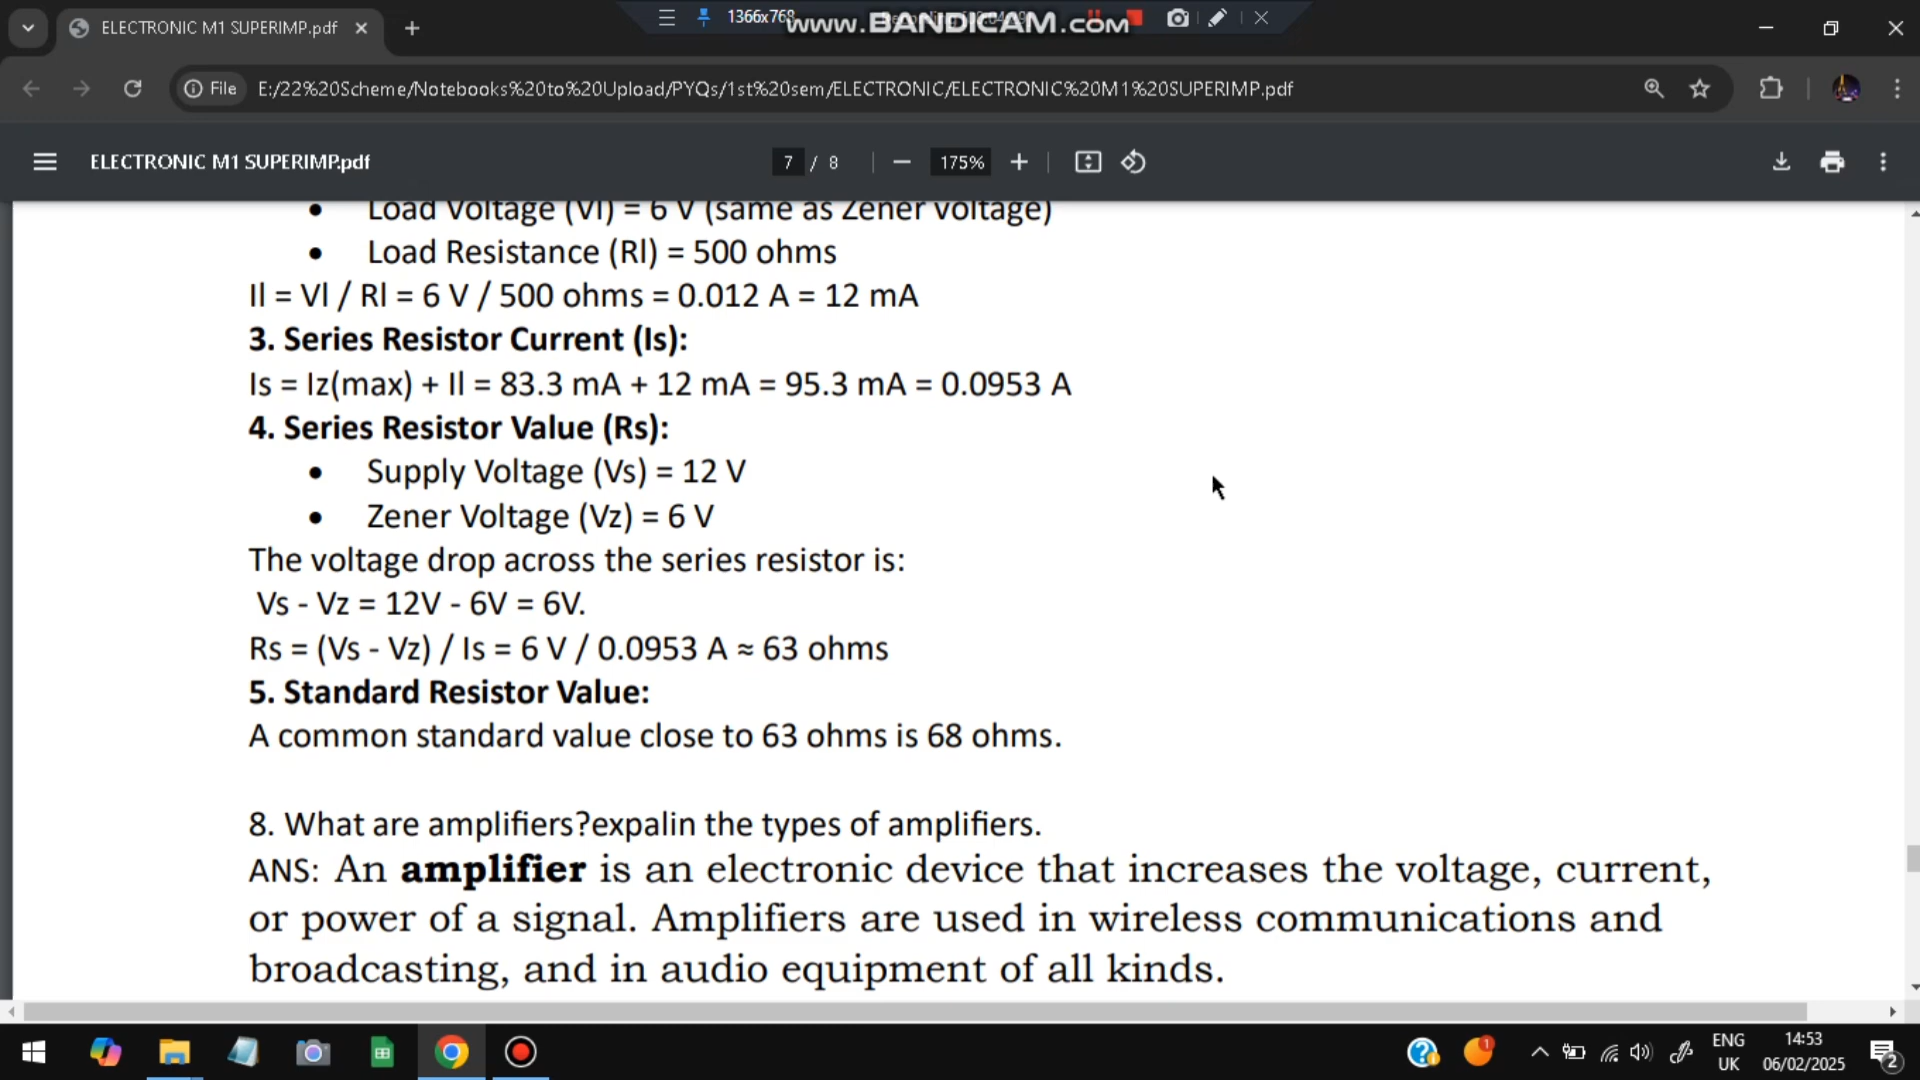 ELECTRONIC M1 SUPERIMP.pdf
1366x768
www.BANDICAM.com
File
E:/22%20Scheme/Notebooks%20to%20Upload/PYQs/1st%20sem/ELECTRONIC/ELECTRONIC%20M1%20SUPERIMP.pdf
ELECTRONIC M1 SUPERIMP.pdf
7 / 8
175%
• Load Voltage (Vl) = 6 V (same as Zener voltage)
• Load Resistance (Rl) = 500 ohms
Il = Vl / Rl = 6 V / 500 ohms = 0.012 A = 12 mA
3. Series Resistor Current (Is):
Is = Iz(max) + Il = 83.3 mA + 12 mA = 95.3 mA = 0.0953 A
4. Series Resistor Value (Rs):
• Supply Voltage (Vs) = 12 V
• Zener Voltage (Vz) = 6 V
The voltage drop across the series resistor is:
Vs - Vz = 12V - 6V = 6V.
Rs = (Vs - Vz) / Is = 6 V / 0.0953 A ≈ 63 ohms
5. Standard Resistor Value:
A common standard value close to 63 ohms is 68 ohms.
8. What are amplifiers?expalin the types of amplifiers.
ANS: An amplifier is an electronic device that increases the voltage, current,
or power of a signal. Amplifiers are used in wireless communications and
broadcasting, and in audio equipment of all kinds.
ENG
UK
14:53
06/02/2025
1
2